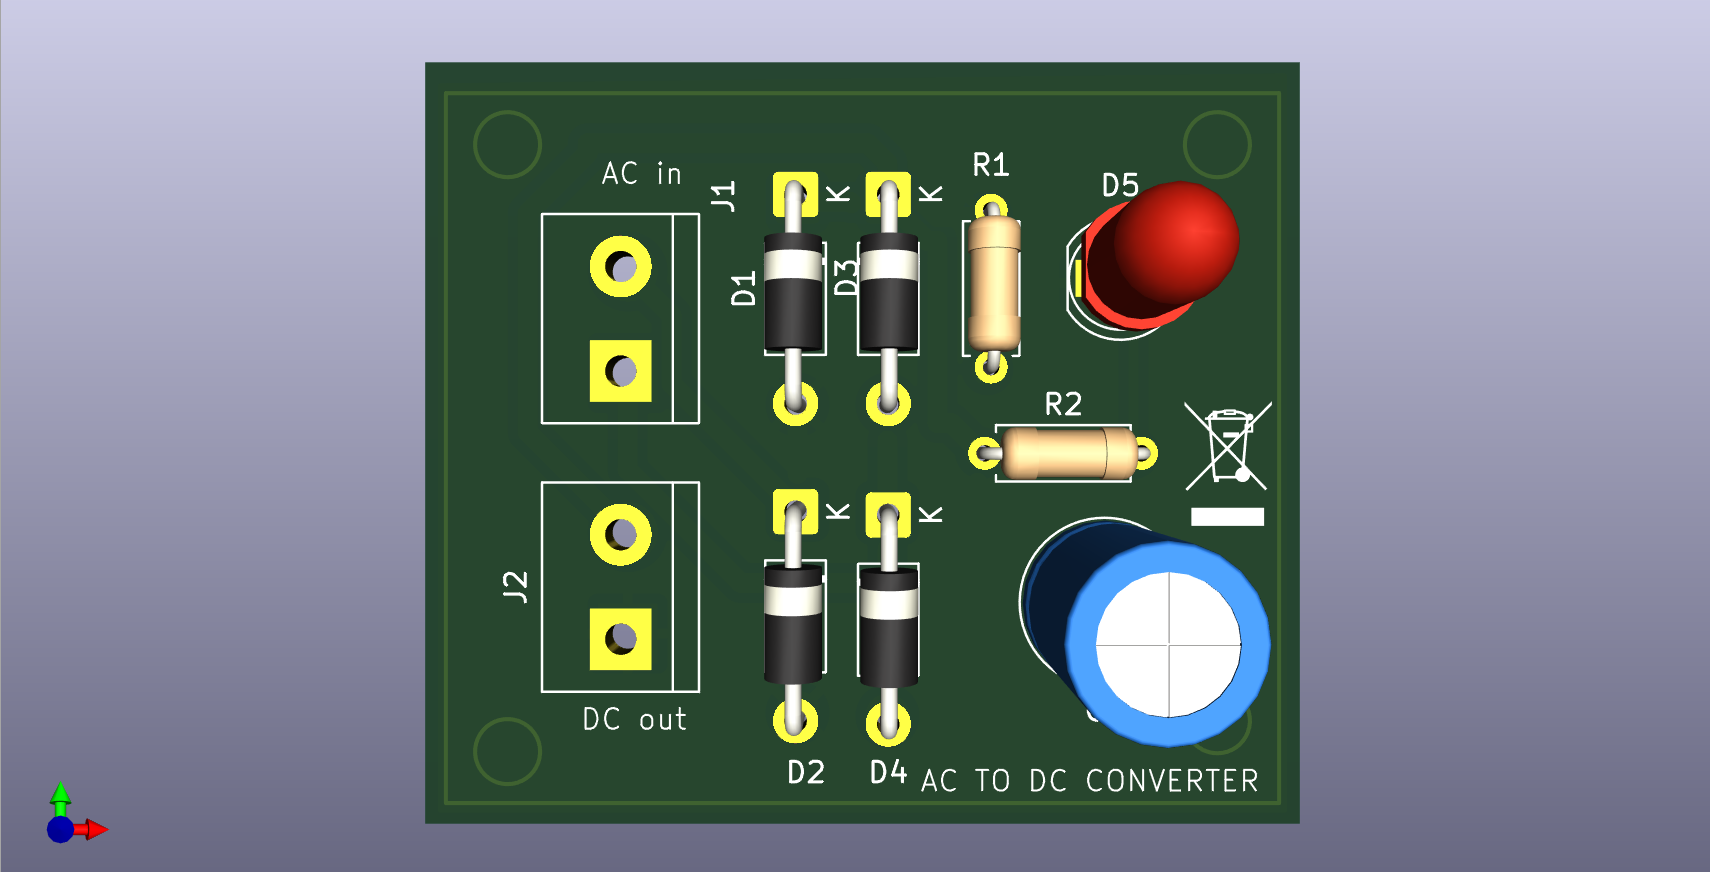 AC in
J1
K
K
R1
D5
D1
D3
R2
K
K
J2
DC out
D2
D4
AC TO DC CONVERTER